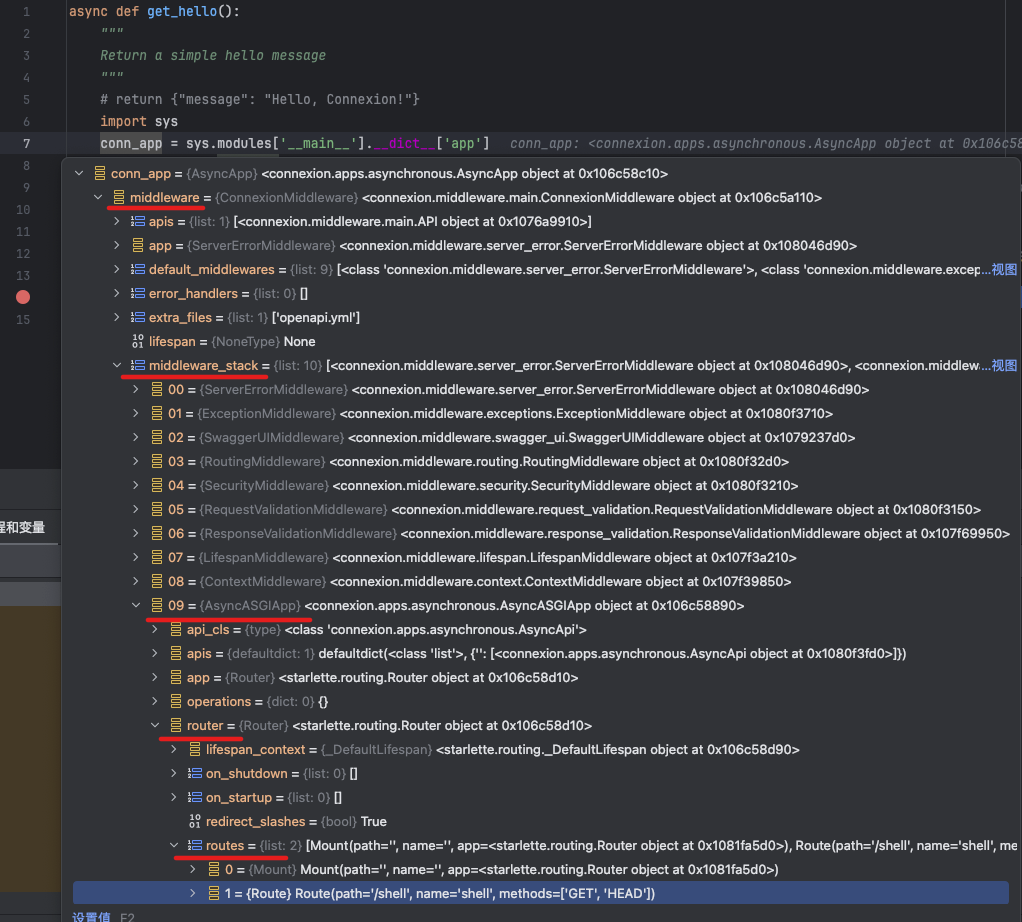 1 async def get_hello():
2 """
3 Return a simple hello message
4 """
5 # return {"message": "Hello, Connexion!"}
6 import sys
7 conn_app = sys.modules['__main__'].__dict__['app'] conn_app: <connexion.apps.asynchronous.AsyncApp object at 0x106c58
8
conn_app = {AsyncApp} <connexion.apps.asynchronous.AsyncApp object at 0x106c58c10>
9
middleware = {ConnexionMiddleware} <connexion.middleware.main.ConnexionMiddleware object at 0x106c5a110>
10
apis = {list: 1} [<connexion.middleware.main.API object at 0x1076a9910>]
11
app = {ServerErrorMiddleware} <connexion.middleware.server_error.ServerErrorMiddleware object at 0x108046d90>
12
default_middlewares = {list: 9} [<class 'connexion.middleware.server_error.ServerErrorMiddleware'>, <class 'connexion.middleware.excep...视图
13
error_handlers = {list: 0} []
extra_files = {list: 1} ['openapi.yml']
15
lifespan = {NoneType} None
middleware_stack = {list: 10} [<connexion.middleware.server_error.ServerErrorMiddleware object at 0x108046d90>, <connexion.middlew...视图
00 = {ServerErrorMiddleware} <connexion.middleware.server_error.ServerErrorMiddleware object at 0x108046d90>
01 = {ExceptionMiddleware} <connexion.middleware.exceptions.ExceptionMiddleware object at 0x1080f3710>
02 = {SwaggerUIMiddleware} <connexion.middleware.swagger_ui.SwaggerUIMiddleware object at 0x1079237d0>
03 = {RoutingMiddleware} <connexion.middleware.routing.RoutingMiddleware object at 0x1080f32d0>
04 = {SecurityMiddleware} <connexion.middleware.security.SecurityMiddleware object at 0x1080f3210>
05 = {RequestValidationMiddleware} <connexion.middleware.request_validation.RequestValidationMiddleware object at 0x1080f3150>
程和变量
06 = {ResponseValidationMiddleware} <connexion.middleware.response_validation.ResponseValidationMiddleware object at 0x107f69950>
07 = {LifespanMiddleware} <connexion.middleware.lifespan.LifespanMiddleware object at 0x107f3a210>
08 = {ContextMiddleware} <connexion.middleware.context.ContextMiddleware object at 0x107f39850>
09 = {AsyncASGIApp} <connexion.apps.asynchronous.AsyncASGIApp object at 0x106c58890>
api_cls = {type} <class 'connexion.apps.asynchronous.AsyncApi'>
apis = {defaultdict: 1} defaultdict(<class 'list'>, {'': [<connexion.apps.asynchronous.AsyncApi object at 0x1080f3fd0>]})
app = {Router} <starlette.routing.Router object at 0x106c58d10>
operations = {dict: 0} {}
router = {Router} <starlette.routing.Router object at 0x106c58d10>
lifespan_context = {_DefaultLifespan} <starlette.routing._DefaultLifespan object at 0x106c58d90>
on_shutdown = {list: 0} []
on_startup = {list: 0} []
redirect_slashes = {bool} True
routes = {list: 2} [Mount(path='', name='', app=<starlette.routing.Router object at 0x1081fa5d0>), Route(path='/shell', name='shell', me
0 = {Mount} Mount(path='', name='', app=<starlette.routing.Router object at 0x1081fa5d0>)
1 = {Route} Route(path='/shell', name='shell', methods=['GET', 'HEAD'])
设置值 F2